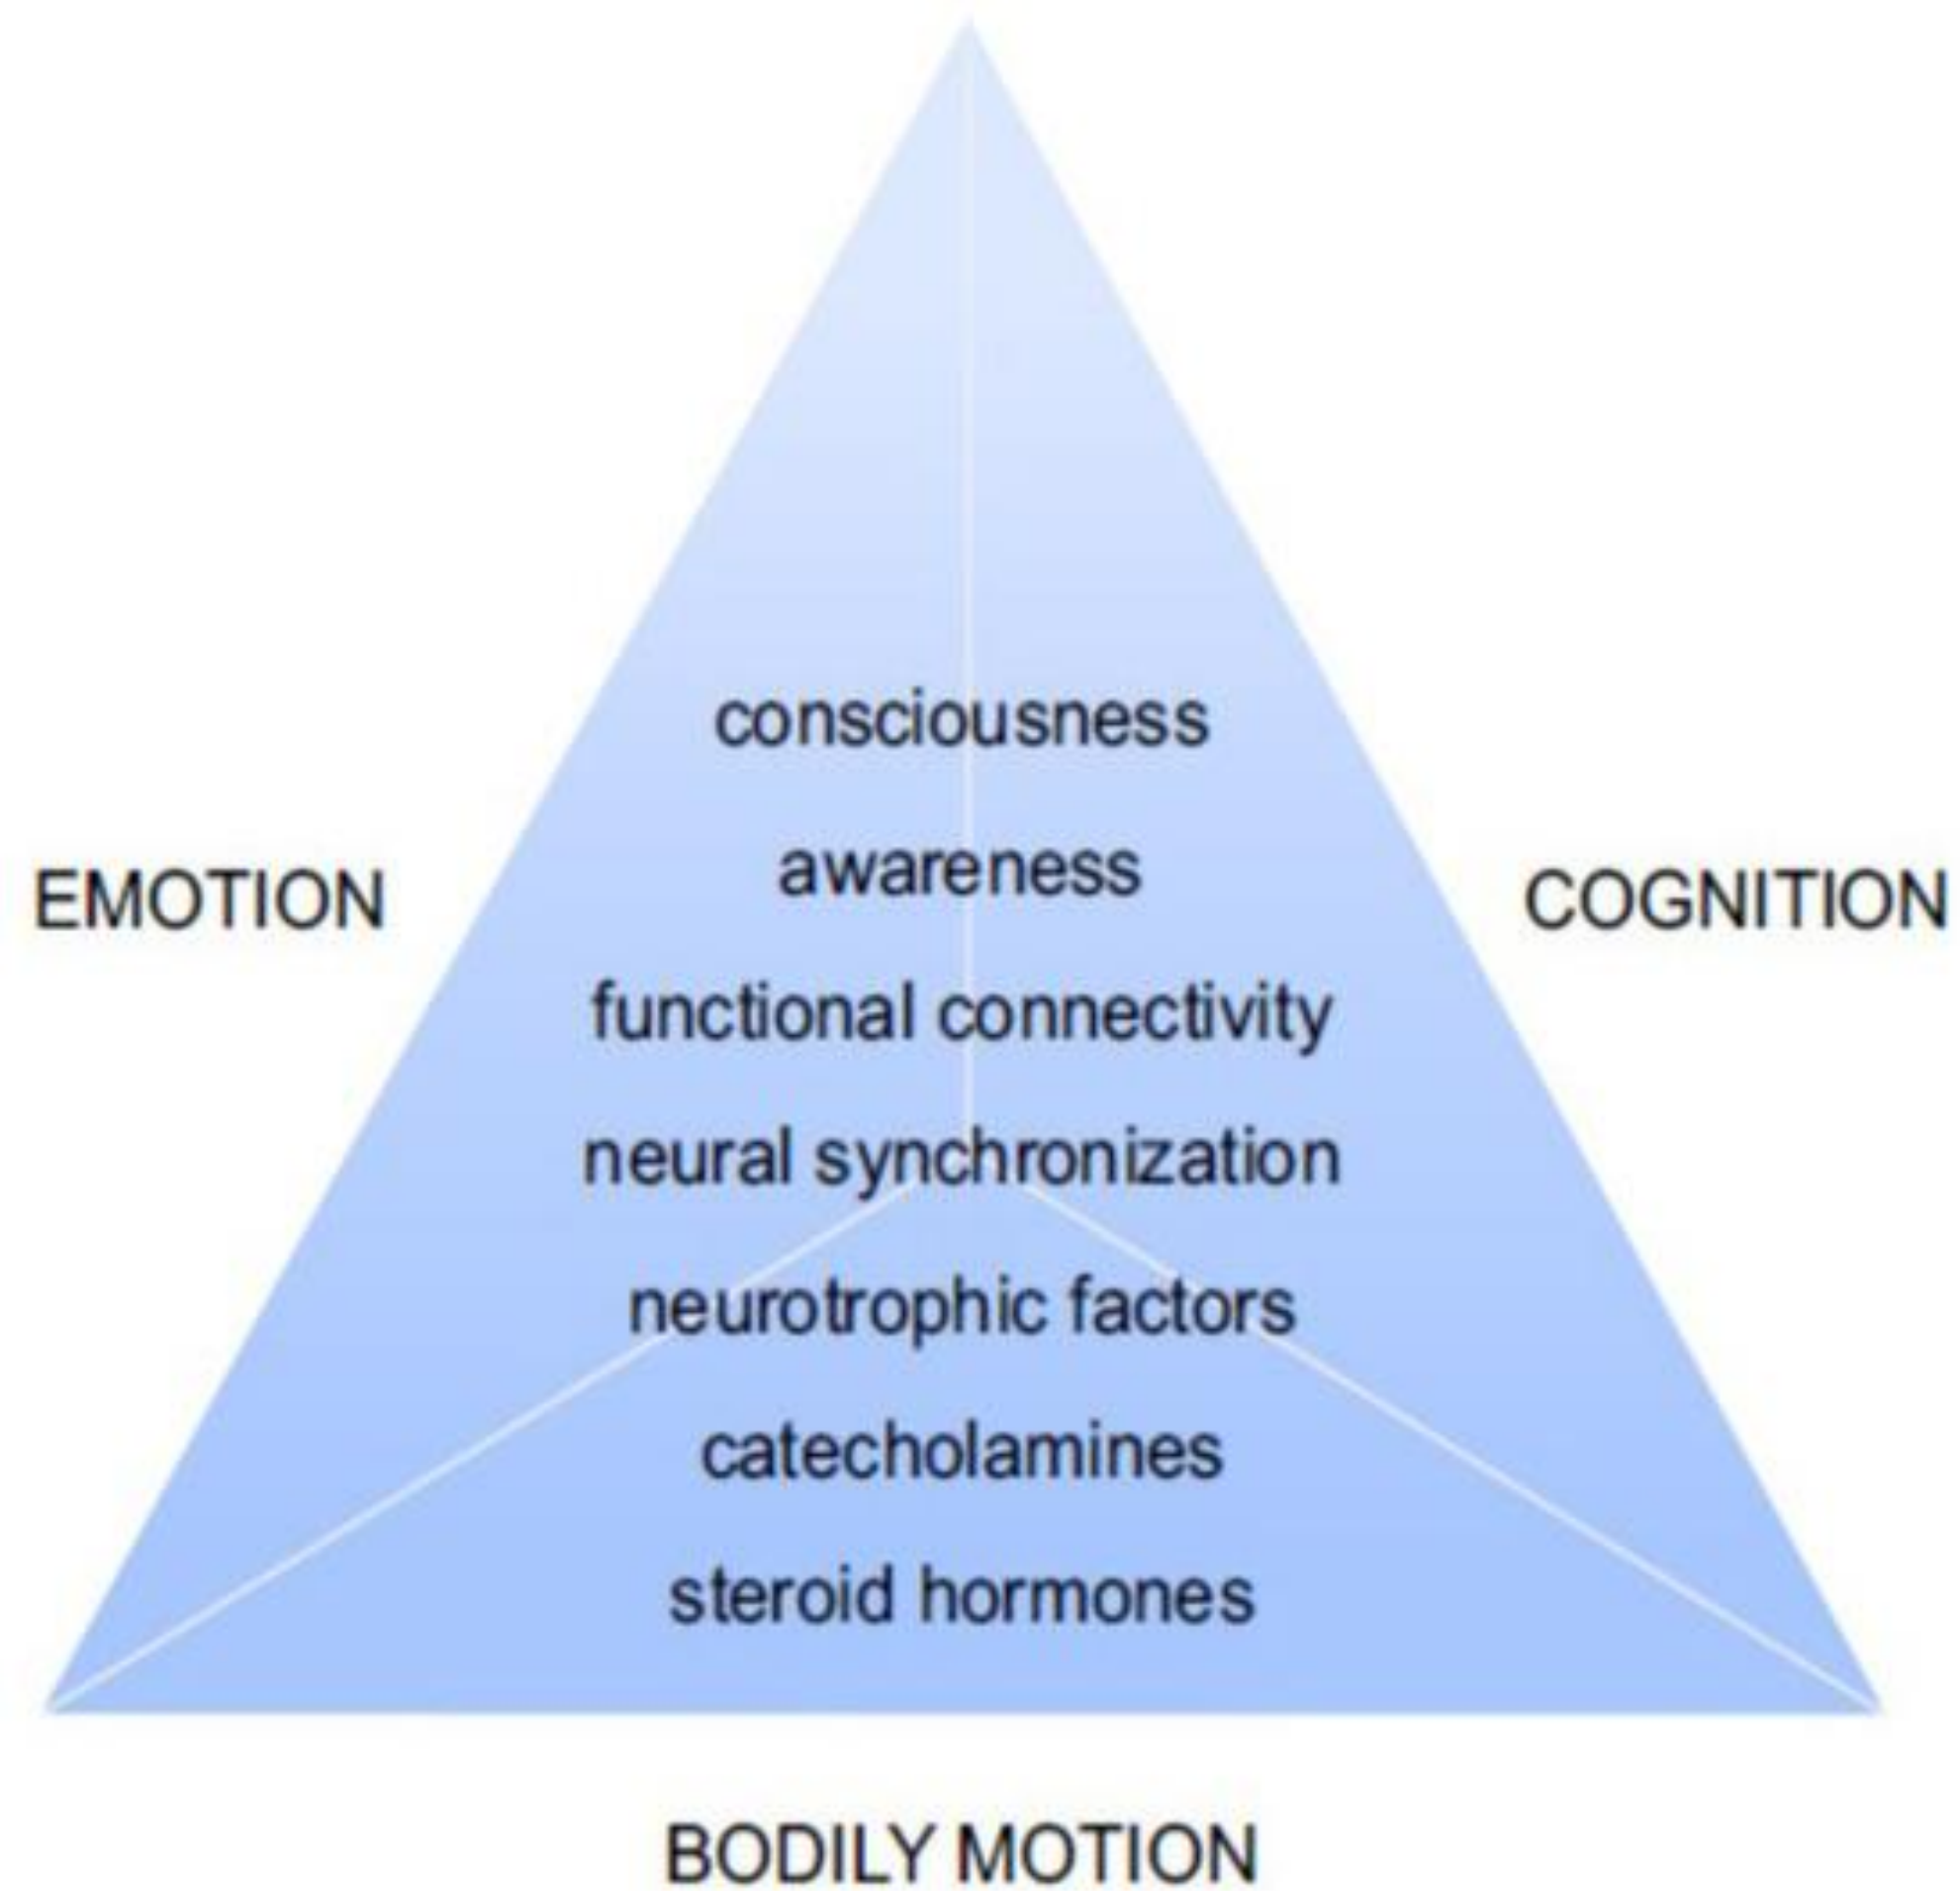 consciousness
awareness
EMOTION
COGNITION
functional connectivity
neural synchronization
neurotrophic factors
catecholamines
steroid hormones
BODILY MOTION